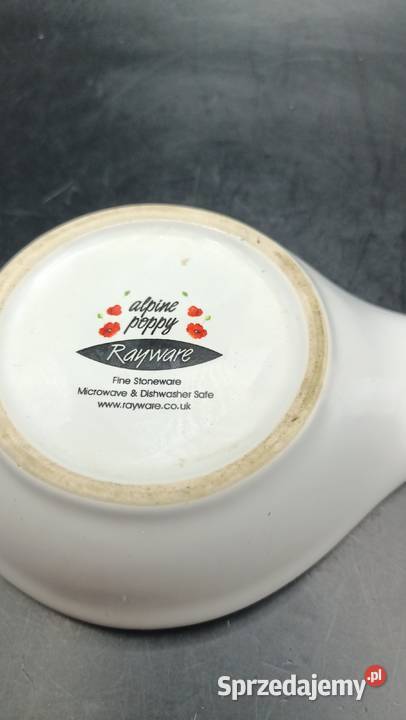 alpine
poppy
Rayware
Fine Stoneware
Microwave & Dishwasher Safe
www.rayware.co.uk
Sprzedajemy.pl